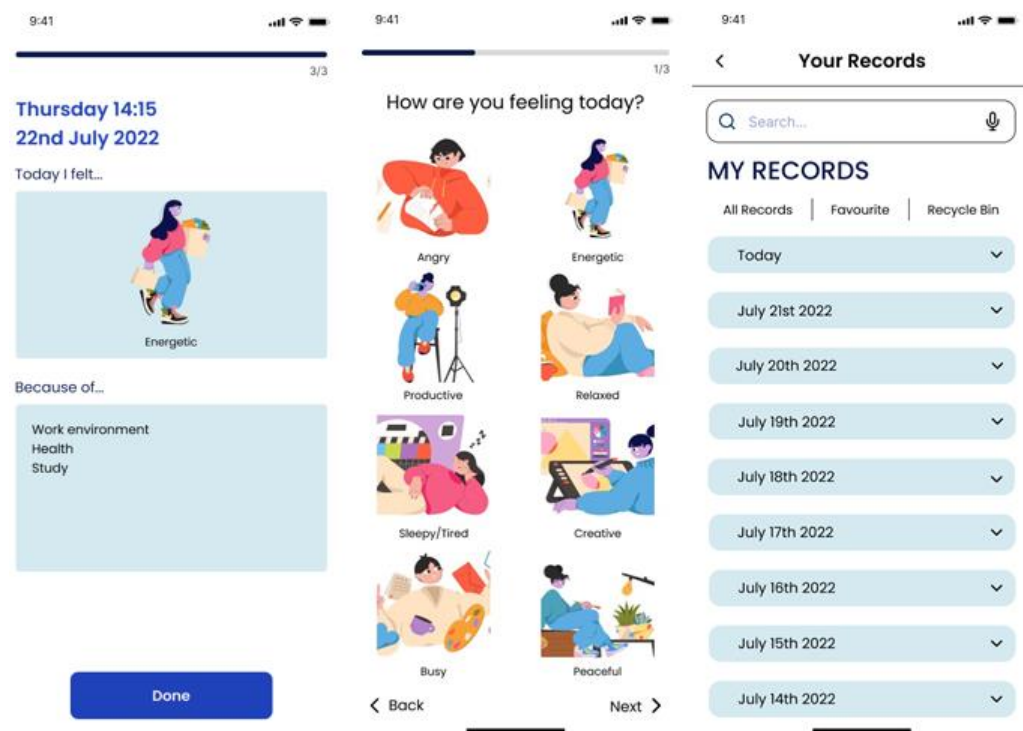 9:41
3/3
Thursday 14:15
22nd July 2022
Today I felt...
Energetic
Because of...
Work environment
Health
Study
Done
9:41
1/3
How are you feeling today?
Angry
Energetic
Productive
Relaxed
Sleepy/Tired
Creative
Busy
Peaceful
Back
Next
9:41
Your Records
Search...
MY RECORDS
All Records | Favourite | Recycle Bin
Today
July 21st 2022
July 20th 2022
July 19th 2022
July 18th 2022
July 17th 2022
July 16th 2022
July 15th 2022
July 14th 2022